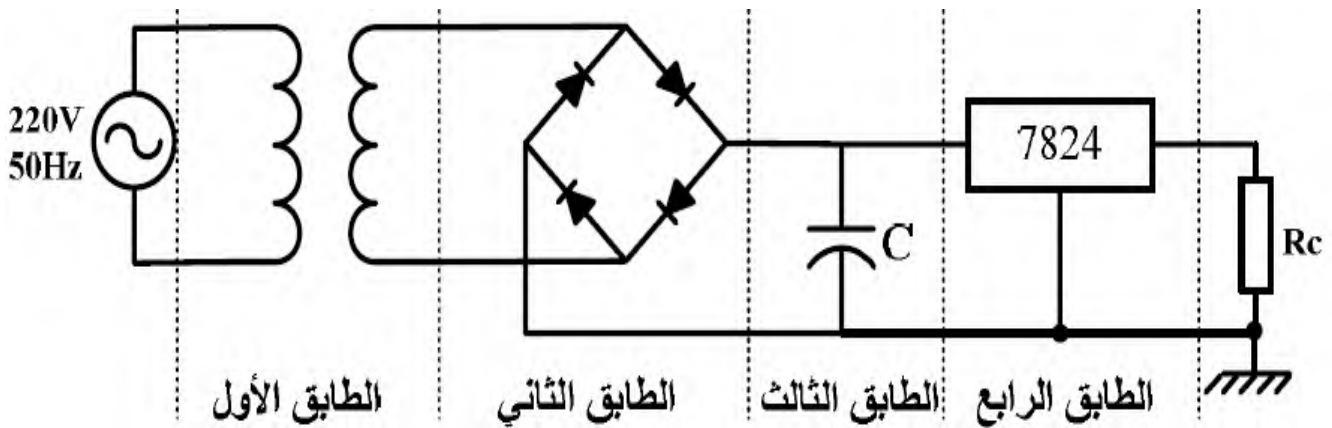 220V
50Hz
7824
C
Rc
الطابق الأول
الطابق الثاني
الطابق الثالث
الطابق الرابع